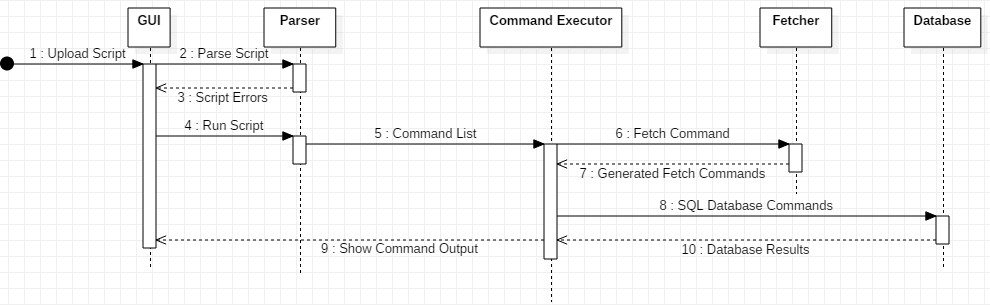 GUI
Parser
Command Executor
Fetcher
Database
1 : Upload Script
2 : Parse Script
3 : Script Errors
4 : Run Script
5 : Command List
6 : Fetch Command
7 : Generated Fetch Commands
8 : SQL Database Commands
9 : Show Command Output
10 : Database Results